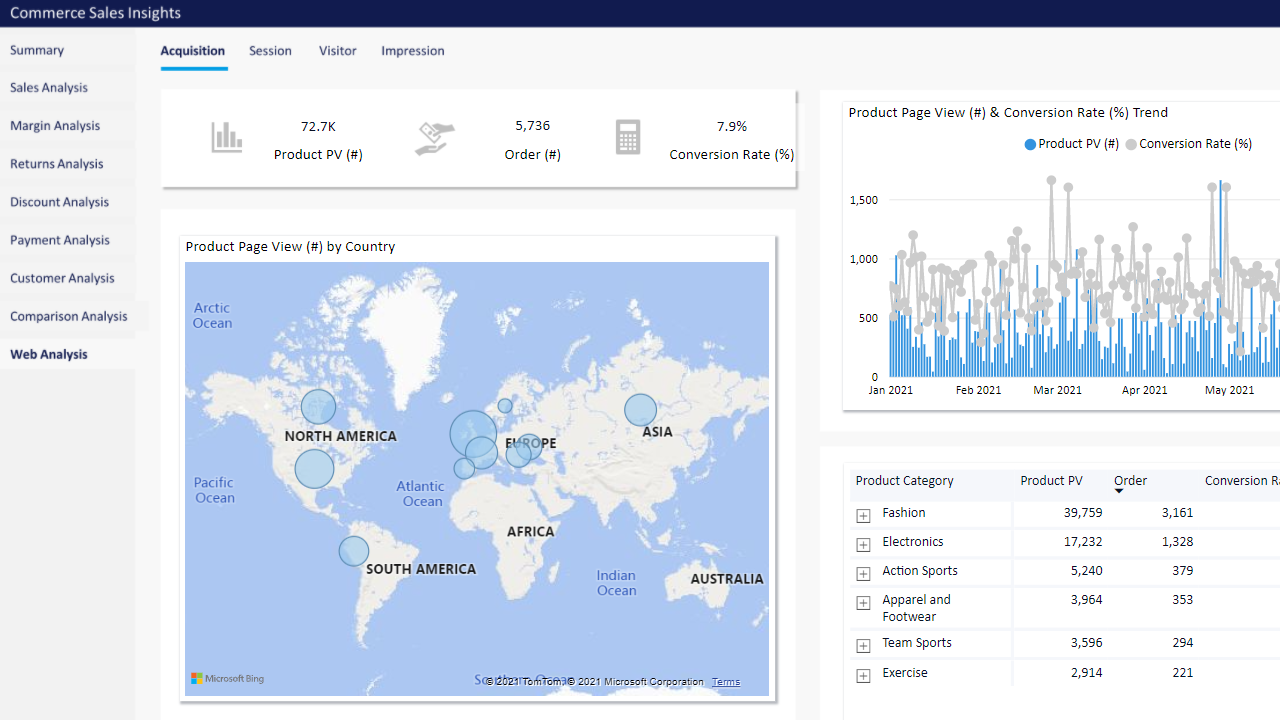 Commerce Sales Insights
Summary
Sales Analysis
Margin Analysis
Returns Analysis
Discount Analysis
Payment Analysis
Customer Analysis
Comparison Analysis
Web Analysis
Acquisition Session Visitor Impression
72.7K
Product PV (#)
5,736
Order (#)
7.9%
Conversion Rate (%)
Product Page View (#) by Country
Arctic
Ocean
NORTH AMERICA
EUROPE
ASIA
Pacific
Ocean
Atlantic
Ocean
AFRICA
SOUTH AMERICA
Indian
Ocean
AUSTRALIA
Microsoft Bing
© 2021 TomTom, © 2021 Microsoft Corporation Terms
Product Page View (#) & Conversion Rate (%) Trend
Product PV (#) Conversion Rate (%)
1,500
1,000
500
0
Jan 2021 Feb 2021 Mar 2021 Apr 2021 May 2021
Product Category Product PV Order Conversion
Fashion 39,759 3,161
Electronics 17,232 1,328
Action Sports 5,240 379
Apparel and 3,964 353
Footwear
Team Sports 3,596 294
Exercise 2,914 221